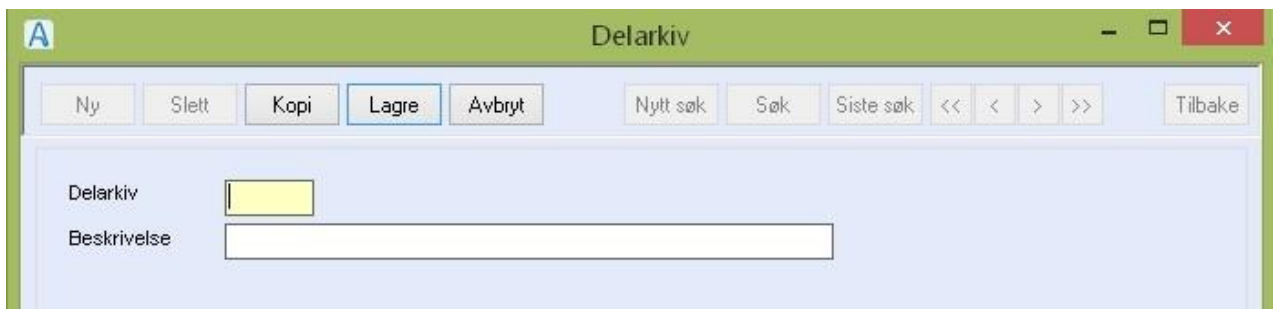 A Delarkiv
Ny Slett Kopi Lagre Avbryt Nytt søk Søk Siste søk << < > >> Tilbake
Delarkiv
Beskrivelse